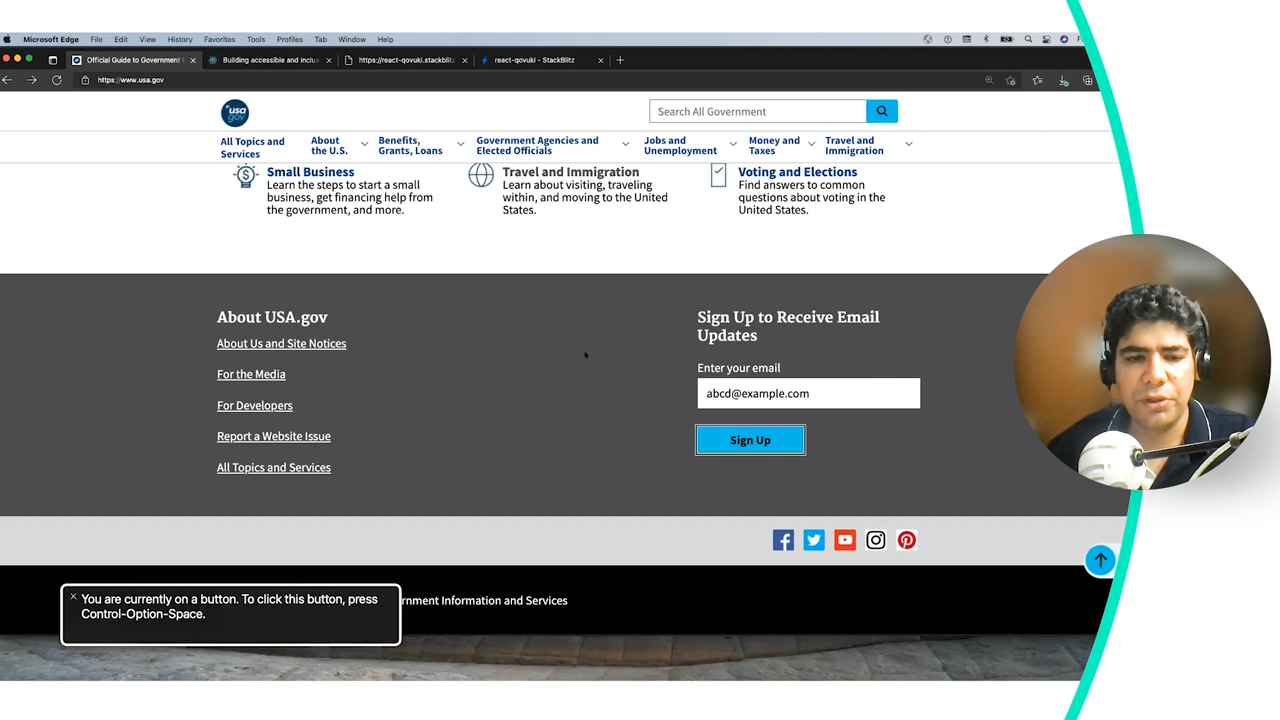 Microsoft Edge File Edit View History Favorites Tools Profiles Tab Window Help
Official Guide to Government Building accessible and inclus https://react-qovuki.stackblitz react-qovuki - StackBlitz
https://www.usa.gov
usa
gov
Search All Government
All Topics and
Services
About
the U.S.
Benefits,
Grants, Loans
Government Agencies and
Elected Officials
Jobs and
Unemployment
Money and
Taxes
Travel and
Immigration
Small Business
Learn the steps to start a small
business, get financing help from
the government, and more.
Travel and Immigration
Learn about visiting, traveling
within, and moving to the United
States.
Voting and Elections
Find answers to common
questions about voting in the
United States.
About USA.gov
About Us and Site Notices
For the Media
For Developers
Report a Website Issue
All Topics and Services
Sign Up to Receive Email
Updates
Enter your email
abcd@example.com
Sign Up
You are currently on a button. To click this button, press
Control-Option-Space.
rnment Information and Services